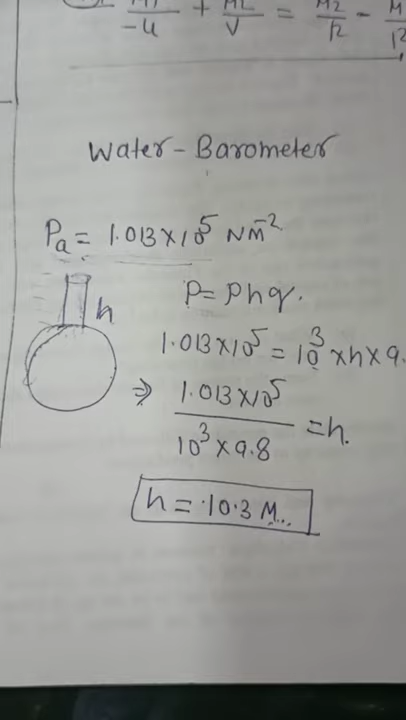 -u + v = μ2/R - 
Water-Barometer
Pa = 1.013×10⁵ Nm⁻²
h
P = ρhg.
1.013×10⁵ = 10³×h×9.
⇒ 1.013×10⁵/10³×9.8 = h.
h = 10.3 M...